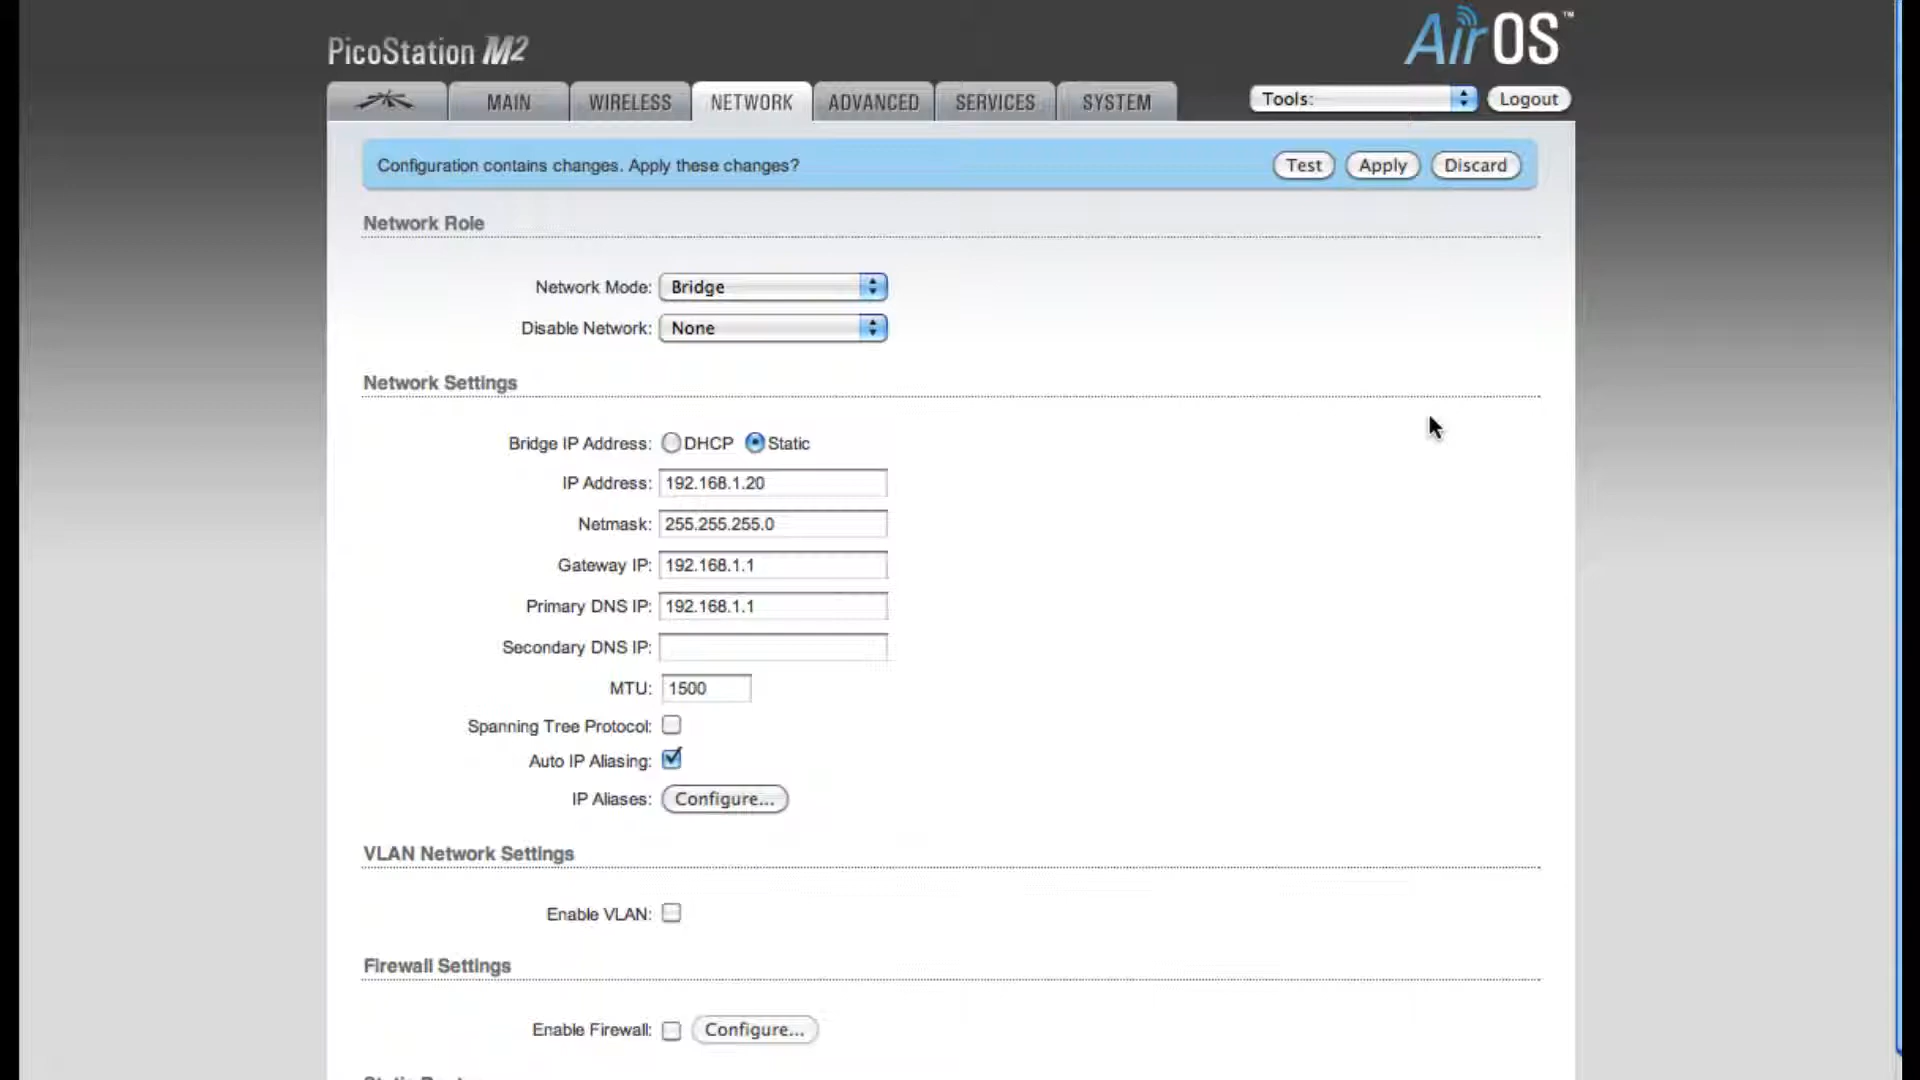 PicoStation M2
AirOS™
MAIN
WIRELESS
NETWORK
ADVANCED
SERVICES
SYSTEM
Tools:
Logout
Configuration contains changes. Apply these changes?
Test
Apply
Discard
Network Role
Network Mode: Bridge
Disable Network: None
Network Settings
Bridge IP Address: DHCP Static
IP Address: 192.168.1.20
Netmask: 255.255.255.0
Gateway IP: 192.168.1.1
Primary DNS IP: 192.168.1.1
Secondary DNS IP:
MTU: 1500
Spanning Tree Protocol:
Auto IP Aliasing:
IP Aliases: Configure...
VLAN Network Settings
Enable VLAN:
Firewall Settings
Enable Firewall: Configure...